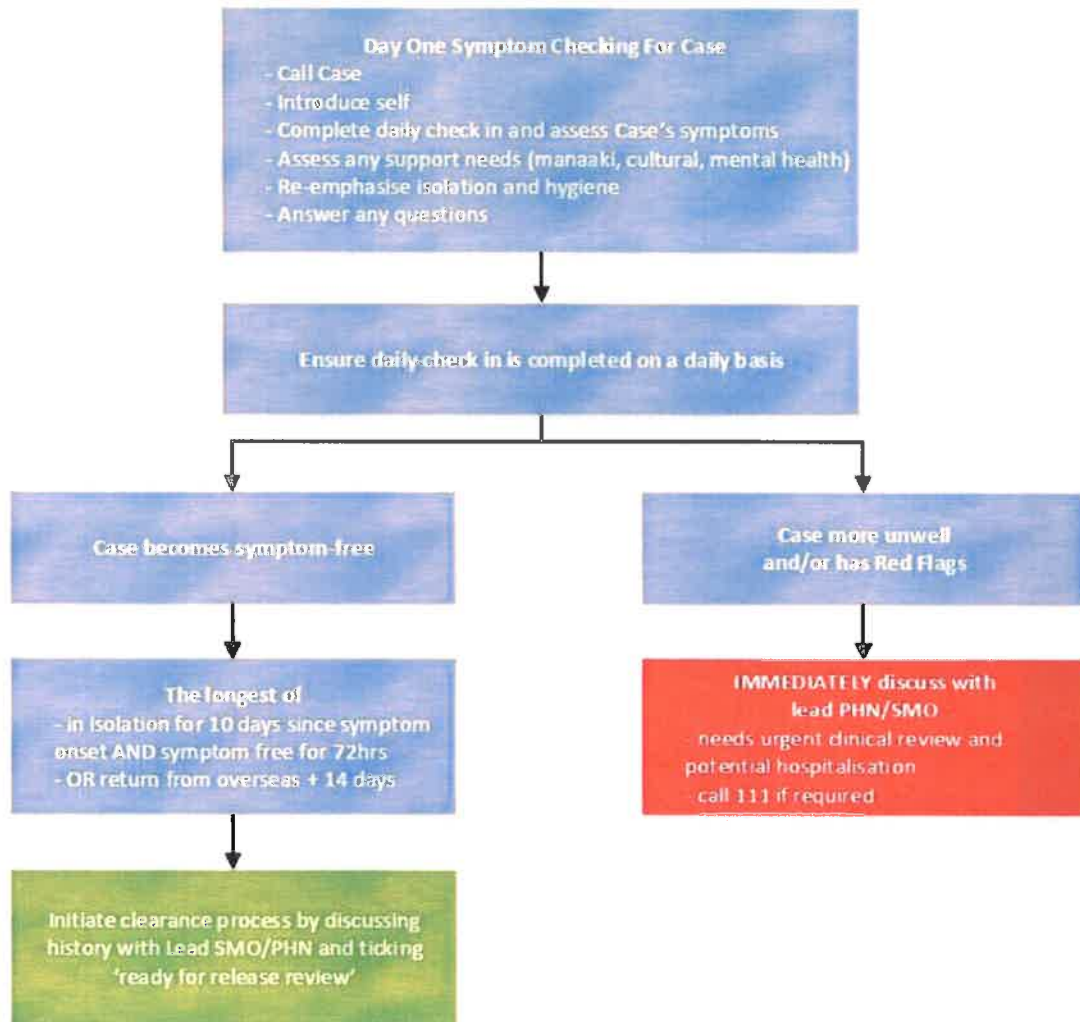 Day One Symptom Checking For Case
- Call Case
- Introduce self
- Complete daily check in and assess Case's symptoms
- Assess any support needs (manaaki, cultural, mental health)
- Re-emphasise isolation and hygiene
- Answer any questions
Ensure daily check in is completed on a daily basis
Case becomes symptom-free
Case more unwell
and/or has Red Flags
The longest of
- in isolation for 10 days since symptom
onset AND symptom free for 72hrs
- OR return from overseas + 14 days
IMMEDIATELY discuss with
lead PHN/SMO
needs urgent clinical review and
potential hospitalisation
call 111 if required
Initiate clearance process by discussing
history with Lead SMO/PHN and ticking
'ready for release review'